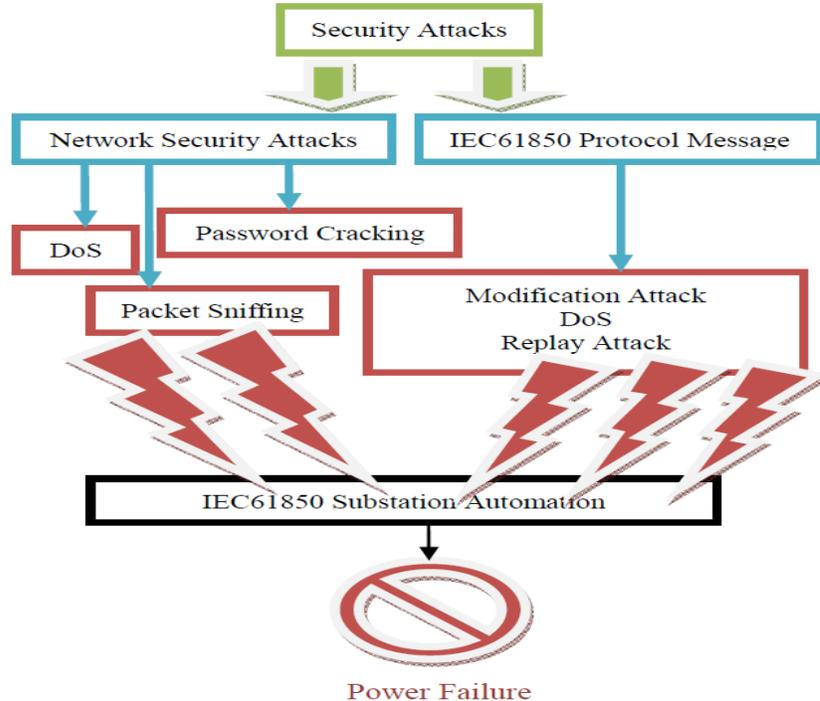 Security Attacks
Network Security Attacks
IEC61850 Protocol Message
DoS
Password Cracking
Packet Sniffing
Modification Attack
DoS
Replay Attack
IEC61850 Substation Automation
Power Failure